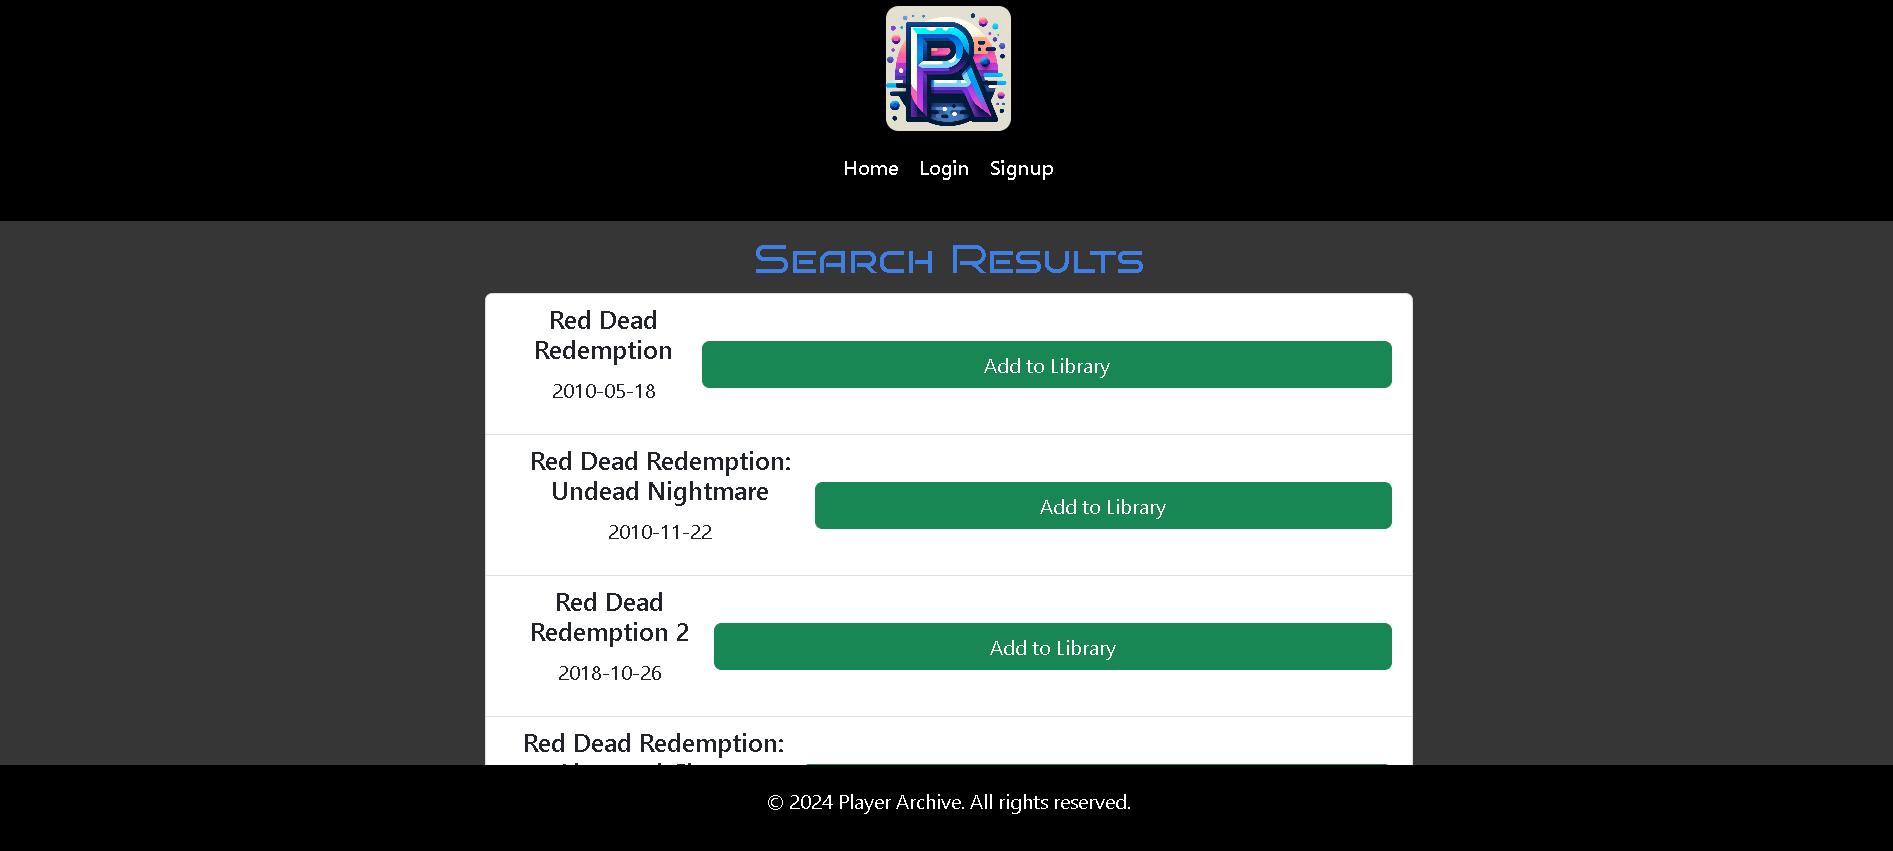 PA
Home Login Signup
Search Results
Red Dead
Redemption
2010-05-18
Add to Library
Red Dead Redemption:
Undead Nightmare
2010-11-22
Add to Library
Red Dead
Redemption 2
2018-10-26
Add to Library
Red Dead Redemption:
© 2024 Player Archive. All rights reserved.